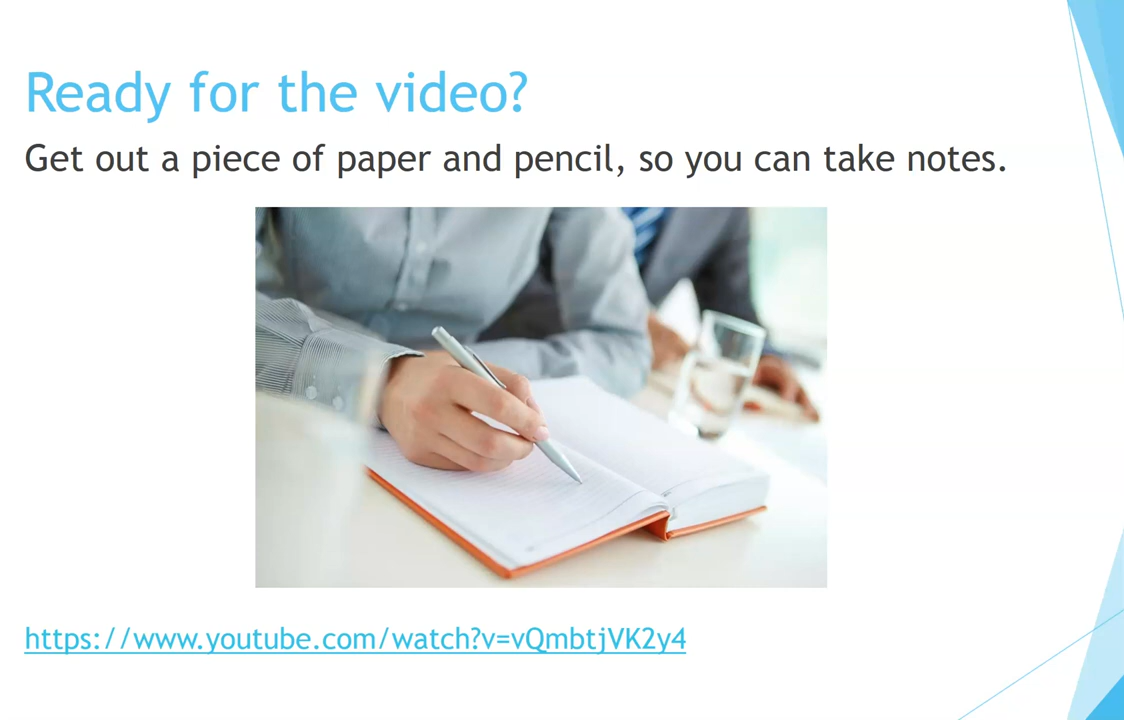 Ready for the video?
Get out a piece of paper and pencil, so you can take notes.
https://www.youtube.com/watch?v=vQmbtjVK2y4